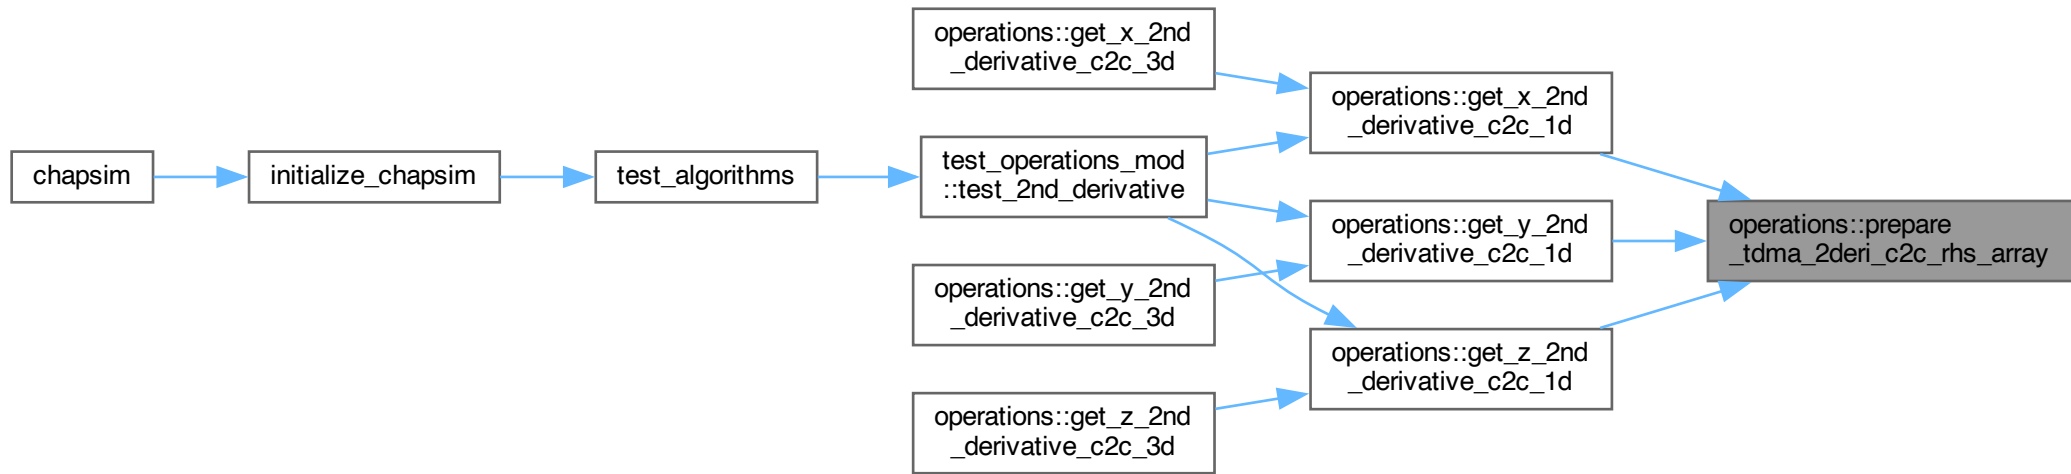 operations::get_x_2nd
_derivative_c2c_3d
operations::get_x_2nd
_derivative_c2c_1d
chapsim
initialize_chapsim
test_algorithms
test_operations_mod
::test_2nd_derivative
operations::get_y_2nd
_derivative_c2c_1d
operations::prepare
_tdma_2deri_c2c_rhs_array
operations::get_y_2nd
_derivative_c2c_3d
operations::get_z_2nd
_derivative_c2c_1d
operations::get_z_2nd
_derivative_c2c_3d